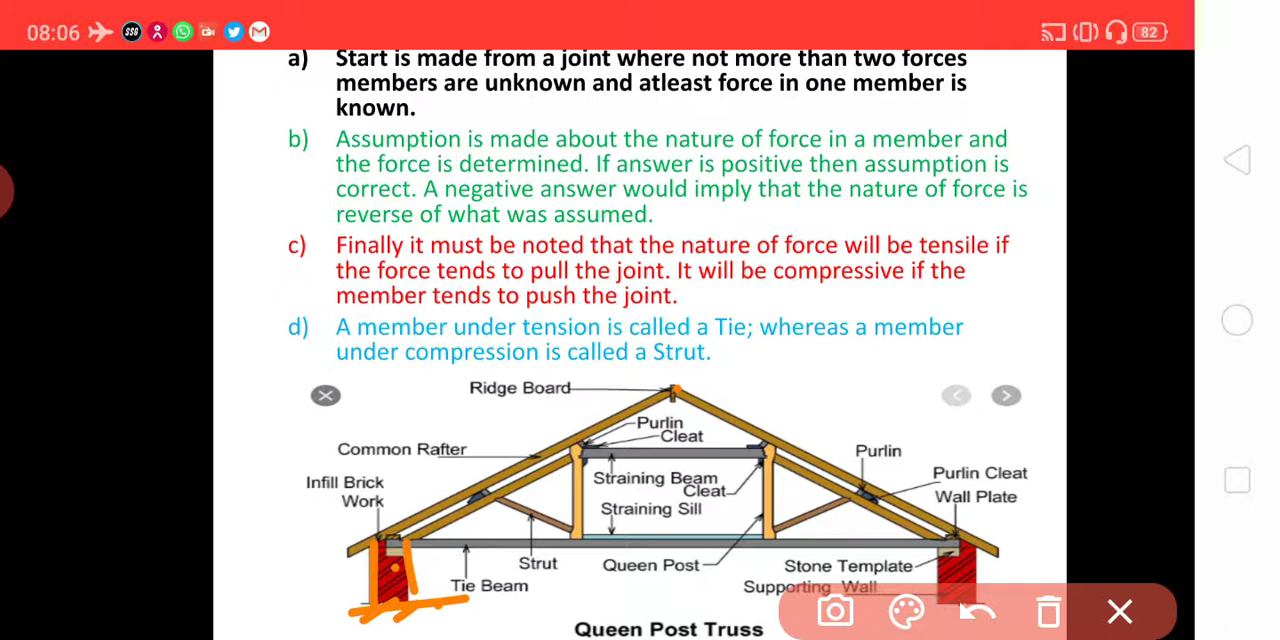 08:06
SSG
82
a) Start is made from a joint where not more than two forces
members are unknown and atleast force in one member is
known.
b) Assumption is made about the nature of force in a member and
the force is determined. If answer is positive then assumption is
correct. A negative answer would imply that the nature of force is
reverse of what was assumed.
c) Finally it must be noted that the nature of force will be tensile if
the force tends to pull the joint. It will be compressive if the
member tends to push the joint.
d) A member under tension is called a Tie; whereas a member
under compression is called a Strut.
Ridge Board
Purlin
Cleat
Common Rafter
Purlin
Infill Brick
Work
Straining Beam
Cleat
Purlin Cleat
Wall Plate
Straining Sill
Strut
Queen Post
Stone Template
Tie Beam
Supporting Wall
Queen Post Truss